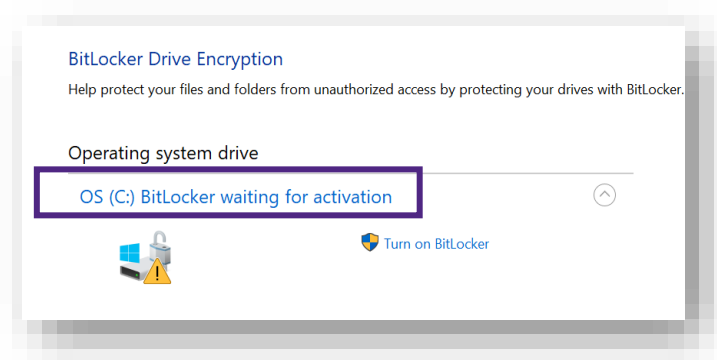 BitLocker Drive Encryption
Help protect your files and folders from unauthorized access by protecting your drives with BitLocker.
Operating system drive
OS (C:) BitLocker waiting for activation
Turn on BitLocker